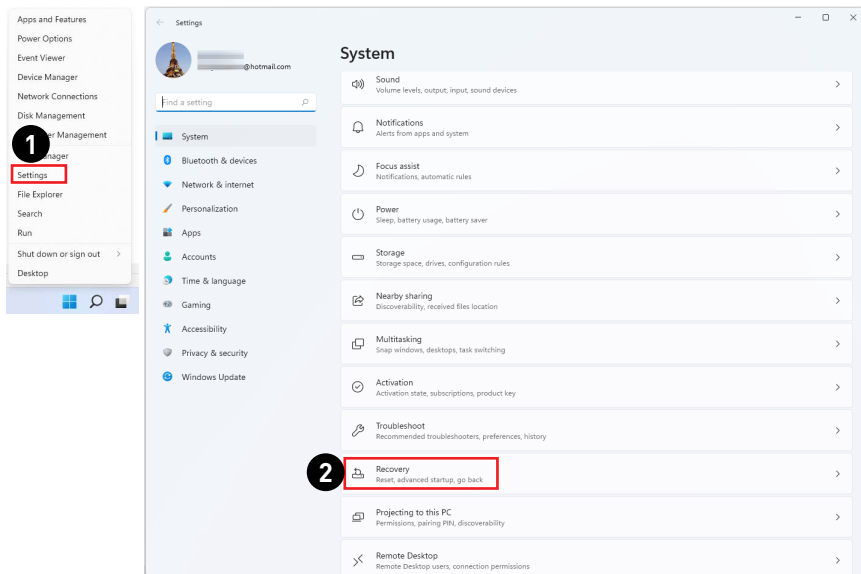 Apps and Features
Power Options
Event Viewer
Device Manager
Network Connections
Disk Management
er Management
anager
1
Settings
File Explorer
Search
Run
Shut down or sign out
Desktop
Settings
@hotmail.com
Find a setting
System
Bluetooth & devices
Network & internet
Personalization
Apps
Accounts
Time & language
Gaming
Accessibility
Privacy & security
Windows Update
System
Sound
Volume levels, output, input, sound devices
Notifications
Alerts from apps and system
Focus assist
Notifications, automatic rules
Power
Sleep, battery usage, battery saver
Storage
Storage space, drives, configuration rules
Nearby sharing
Discoverability, received files location
Multitasking
Snap windows, desktops, task switching
Activation
Activation state, subscriptions, product key
Troubleshoot
Recommended troubleshooters, preferences, history
2
Recovery
Reset, advanced startup, go back
Projecting to this PC
Permissions, pairing PIN, discoverability
Remote Desktop
Remote Desktop users, connection permissions